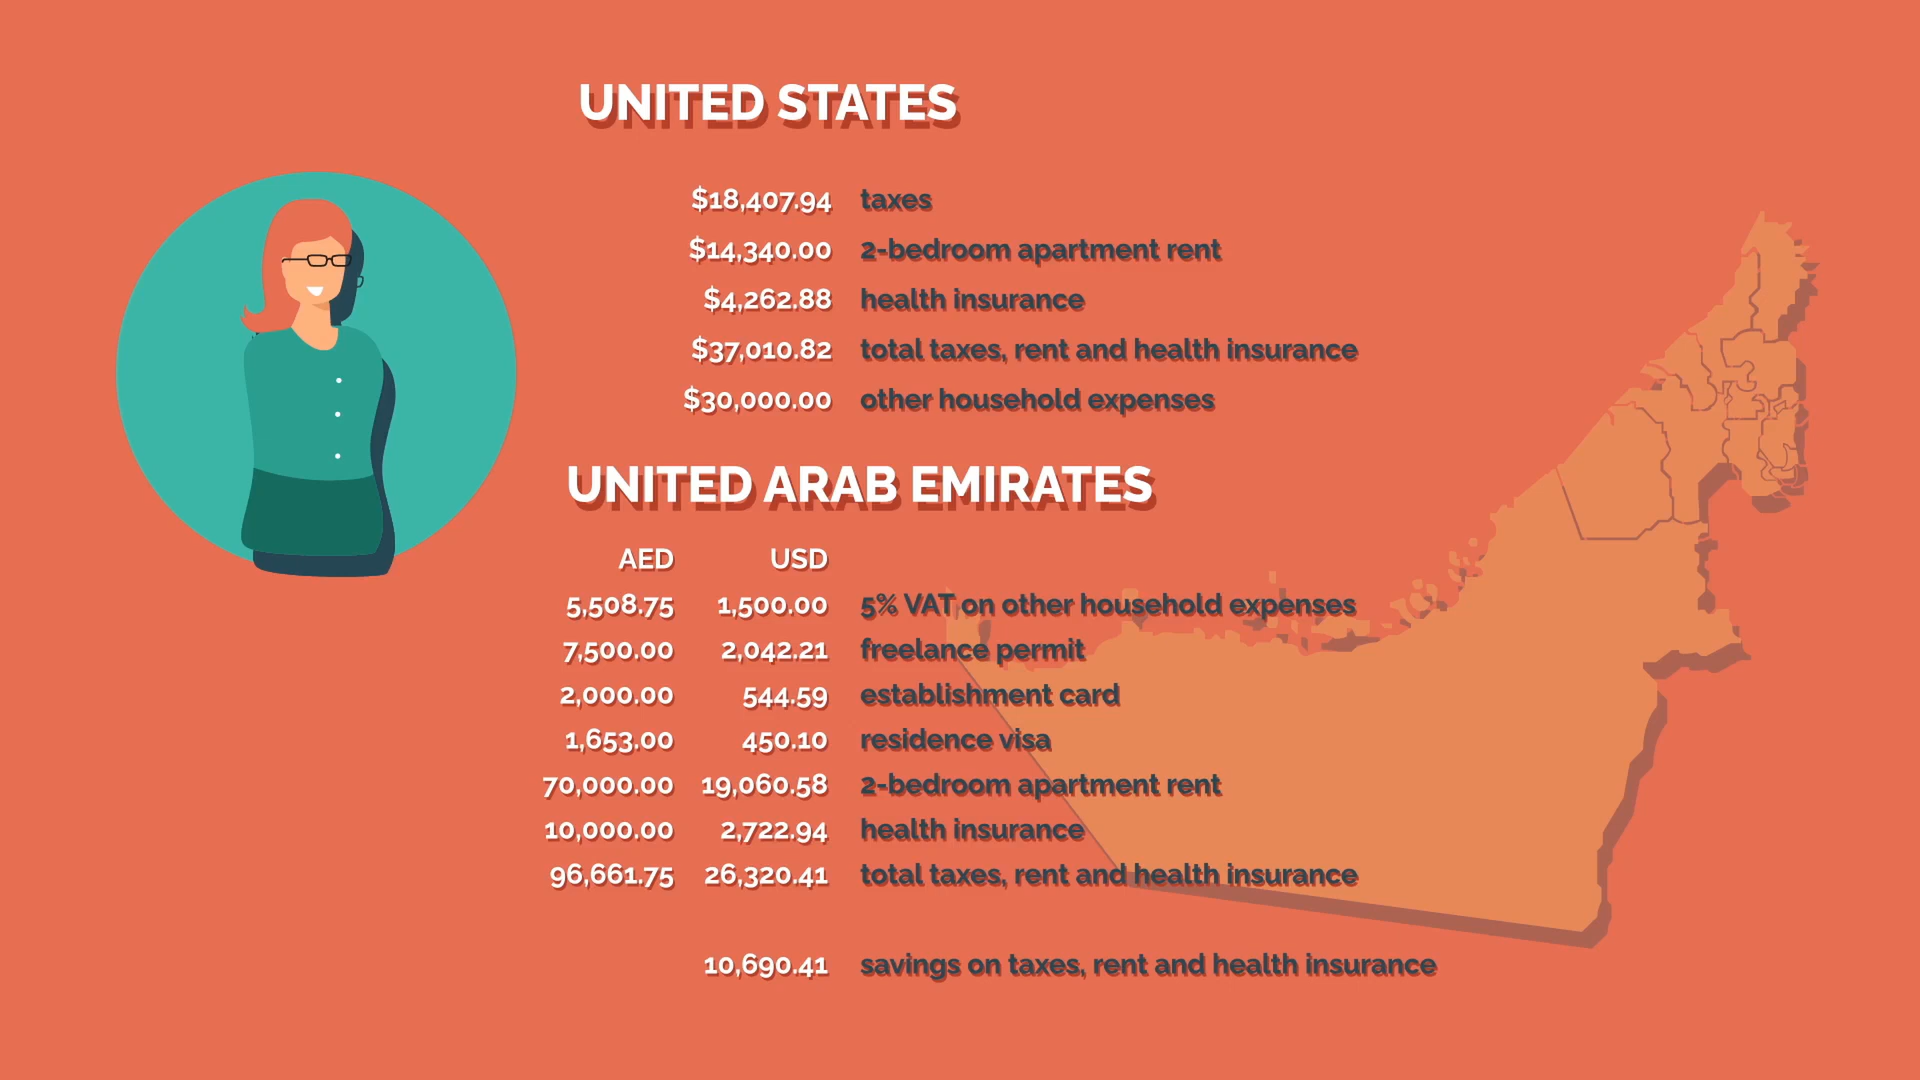 UNITED STATES
$18,407.94 taxes
$14,340.00 2-bedroom apartment rent
$4,262.88 health insurance
$37,010.82 total taxes, rent and health insurance
$30,000.00 other household expenses
UNITED ARAB EMIRATES
AED USD
5,508.75 1,500.00 5% VAT on other household expenses
7,500.00 2,042.21 freelance permit
2,000.00 544.59 establishment card
1,653.00 450.10 residence visa
70,000.00 19,060.58 2-bedroom apartment rent
10,000.00 2,722.94 health insurance
96,661.75 26,320.41 total taxes, rent and health insurance
10,690.41 savings on taxes, rent and health insurance